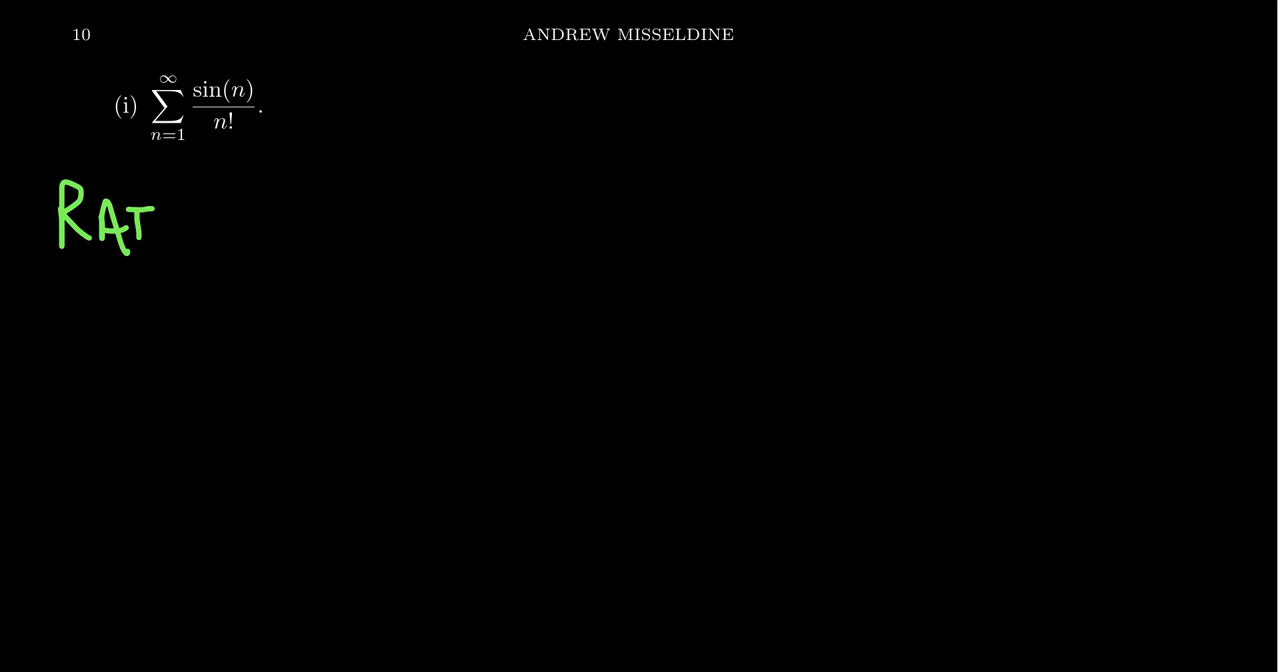 10 ANDREW MISSELDINE
(i) ∑_{n=1}^{∞} sin(n)/n!.
RAT